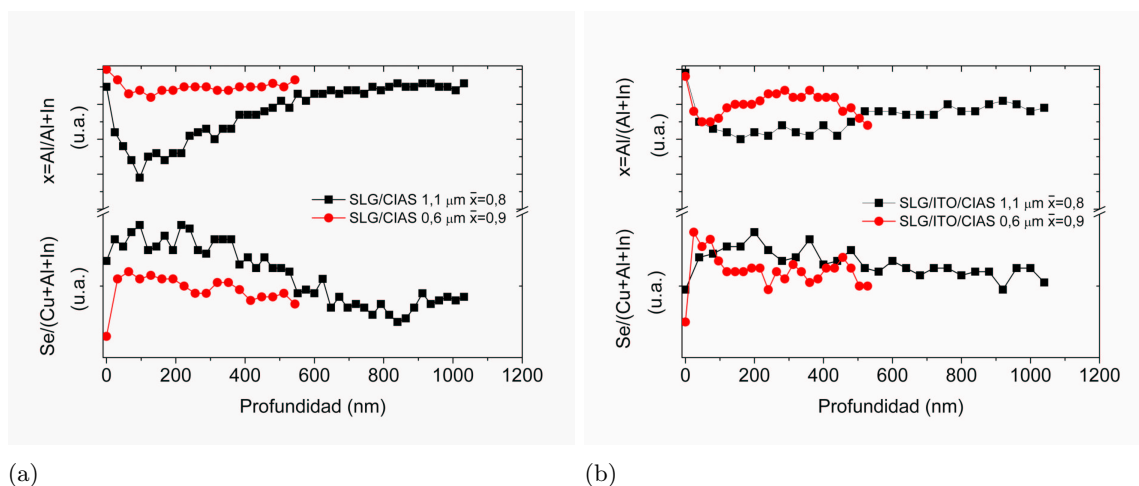 x=Al/Al+In)
(u.a.)
Se/(Cu+Al+In)
(u.a.)
SLG/CIAS 1,1 μm x̄=0,8
SLG/CIAS 0,6 μm x̄=0,9
0 200 400 600 800 1000 1200
Profundidad (nm)
(a)
x=Al/(Al+In)
(u.a.)
Se/(Cu+Al+In)
(u.a.)
SLG/ITO/CIAS 1,1 μm x̄=0,8
SLG/ITO/CIAS 0,6 μm x̄=0,9
0 200 400 600 800 1000 1200
Profundidad (nm)
(b)